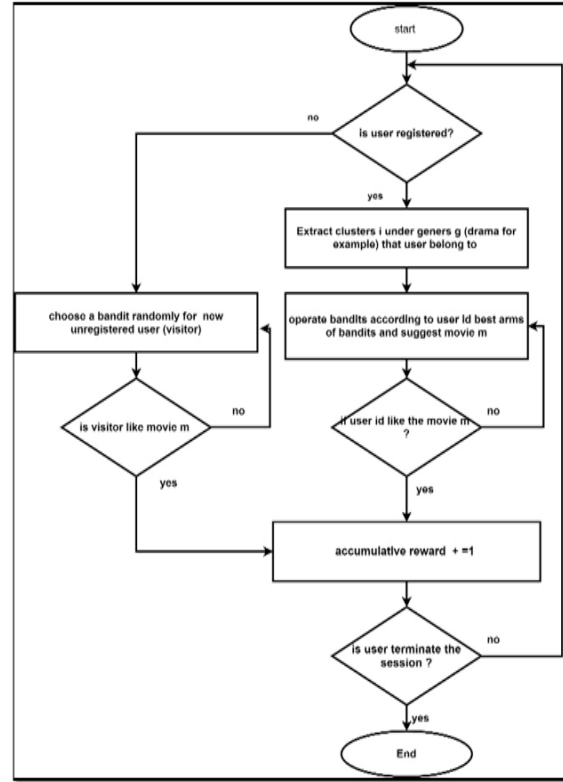 start
no
is user registered?
yes
Extract clusters i under geners g (drama for
example) that user belong to
choose a bandit randomly for new
unregistered user (visitor)
operate bandits according to user id best arms
of bandits and suggest movie m
is visitor like movie m
no
if user id like the movie m
?
no
yes
yes
accumulative reward + =1
is user terminate the
session ?
no
yes
End